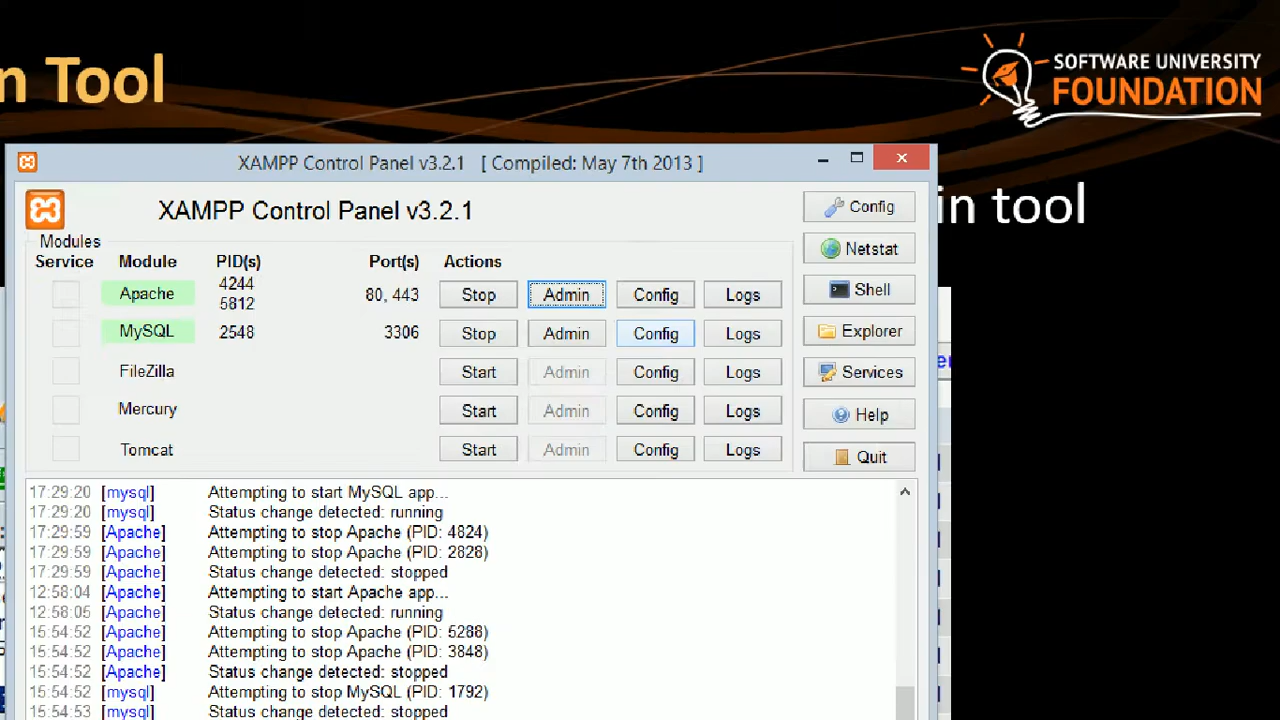 n Tool
SOFTWARE UNIVERSITY
FOUNDATION
XAMPP Control Panel v3.2.1 [ Compiled: May 7th 2013 ]
in tool
XAMPP Control Panel v3.2.1
Config
Modules
Service Module PID(s) Port(s) Actions
Netstat
Apache 4244 5812 80, 443 Stop Admin Config Logs
Shell
MySQL 2548 3306 Stop Admin Config Logs
Explorer
FileZilla Start Admin Config Logs
Services
Mercury Start Admin Config Logs
Help
Tomcat Start Admin Config Logs
Quit
17:29:20 [mysql] Attempting to start MySQL app...
17:29:20 [mysql] Status change detected: running
17:29:59 [Apache] Attempting to stop Apache (PID: 4824)
17:29:59 [Apache] Attempting to stop Apache (PID: 2828)
17:29:59 [Apache] Status change detected: stopped
12:58:04 [Apache] Attempting to start Apache app...
12:58:05 [Apache] Status change detected: running
15:54:52 [Apache] Attempting to stop Apache (PID: 5288)
15:54:52 [Apache] Attempting to stop Apache (PID: 3848)
15:54:52 [Apache] Status change detected: stopped
15:54:52 [mysql] Attempting to stop MySQL (PID: 1792)
15:54:53 [mysql] Status change detected: stopped